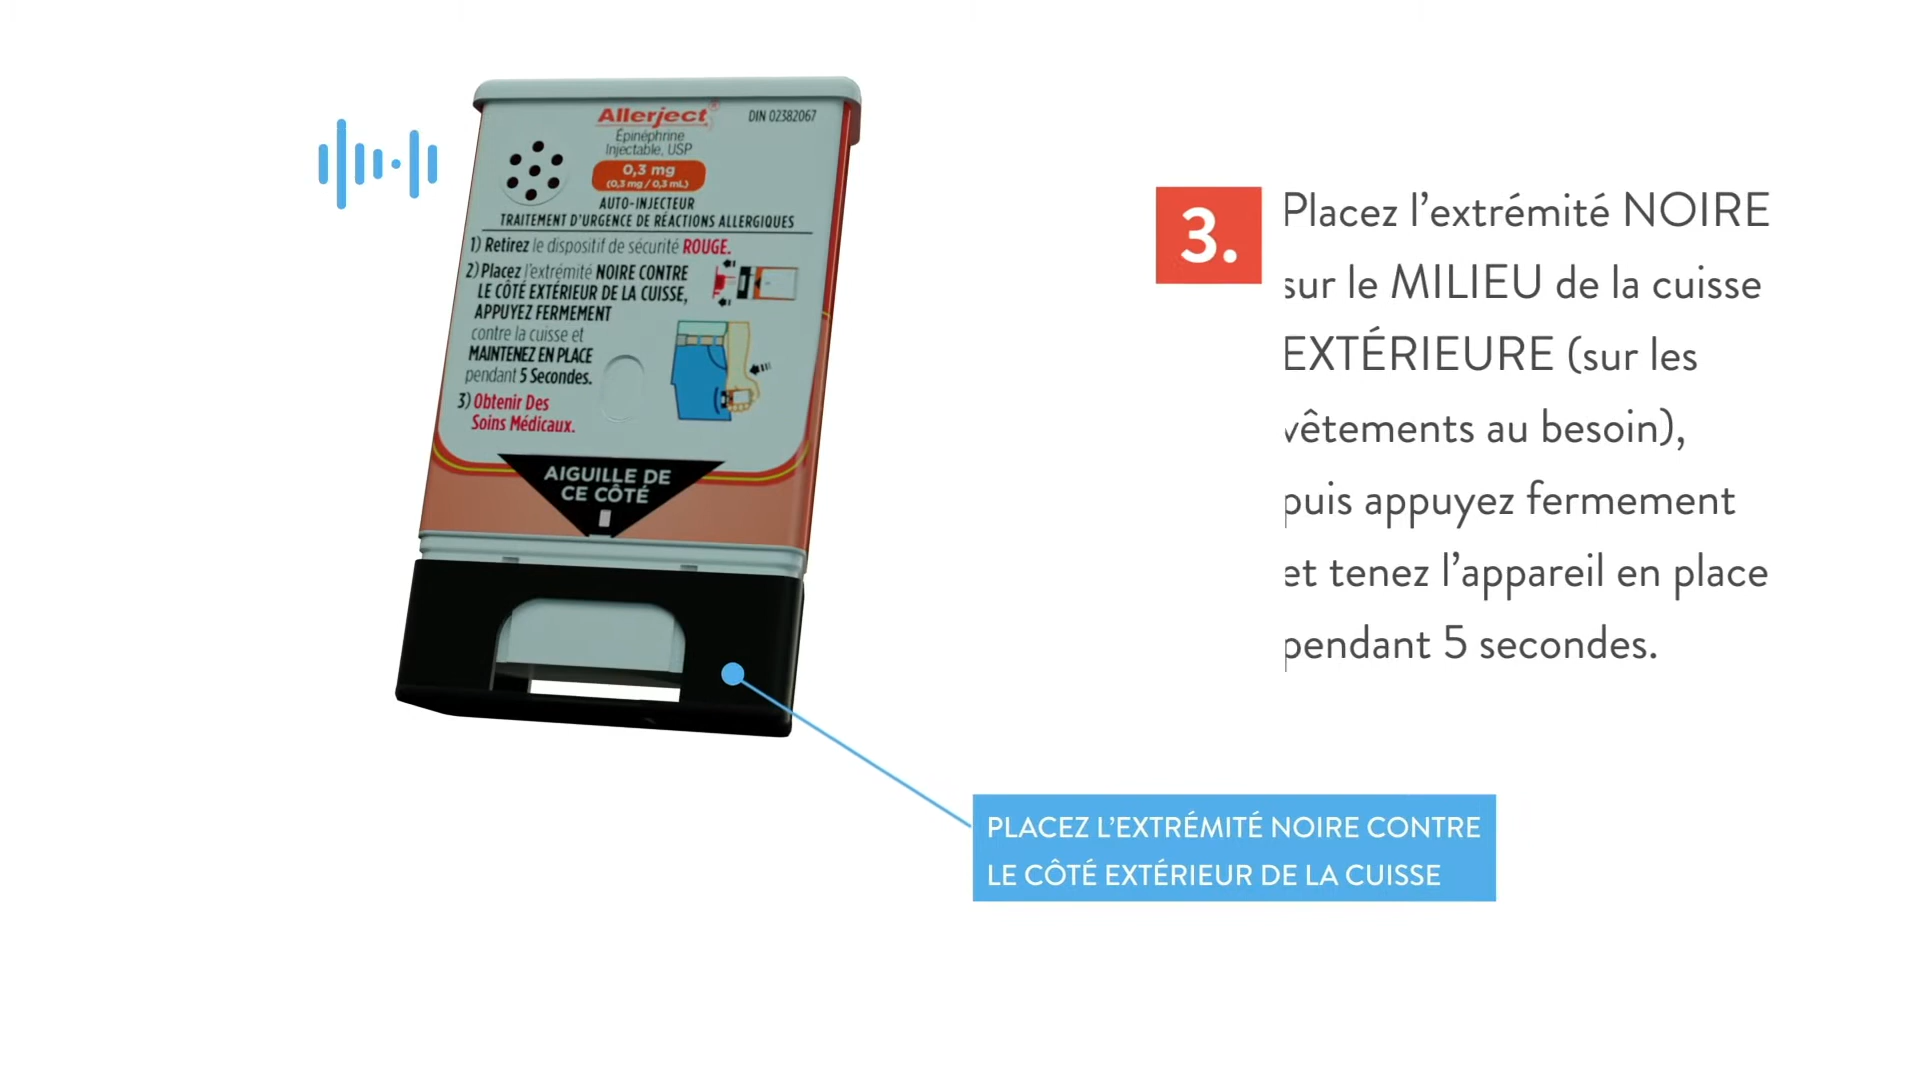 Allerject®
DIN 02382067
Épinéphrine
Injectable, USP
0,3 mg
(0,3 mg / 0,3 mL)
AUTO-INJECTEUR
TRAITEMENT D'URGENCE DE RÉACTIONS ALLERGIQUES
1) Retirez le dispositif de sécurité ROUGE.
2) Placez l'extrémité NOIRE CONTRE
LE CÔTÉ EXTÉRIEUR DE LA CUISSE,
APPUYEZ FERMEMENT
contre la cuisse et
MAINTENEZ EN PLACE
pendant 5 Secondes.
3) Obtenir Des
Soins Médicaux.
AIGUILLE DE
CE CÔTÉ
3.
Placez l'extrémité NOIRE
sur le MILIEU de la cuisse
EXTÉRIEURE (sur les
vêtements au besoin),
puis appuyez fermement
et tenez l'appareil en place
pendant 5 secondes.
PLACEZ L'EXTRÉMITÉ NOIRE CONTRE
LE CÔTÉ EXTÉRIEUR DE LA CUISSE